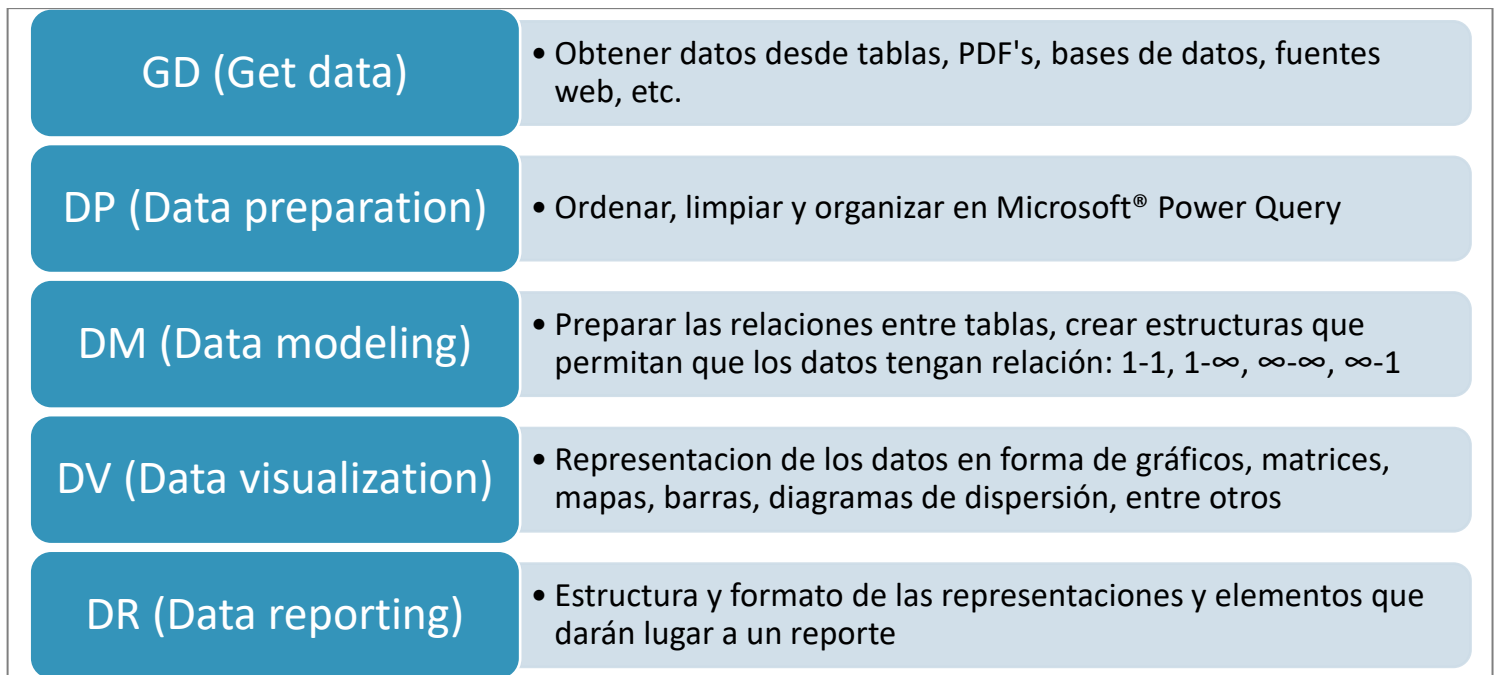 GD (Get data)
• Obtener datos desde tablas, PDF's, bases de datos, fuentes
web, etc.
DP (Data preparation)
• Ordenar, limpiar y organizar en Microsoft® Power Query
DM (Data modeling)
• Preparar las relaciones entre tablas, crear estructuras que
permitan que los datos tengan relación: 1-1, 1-∞, ∞-∞, ∞-1
DV (Data visualization)
• Representacion de los datos en forma de gráficos, matrices,
mapas, barras, diagramas de dispersión, entre otros
DR (Data reporting)
• Estructura y formato de las representaciones y elementos que
darán lugar a un reporte